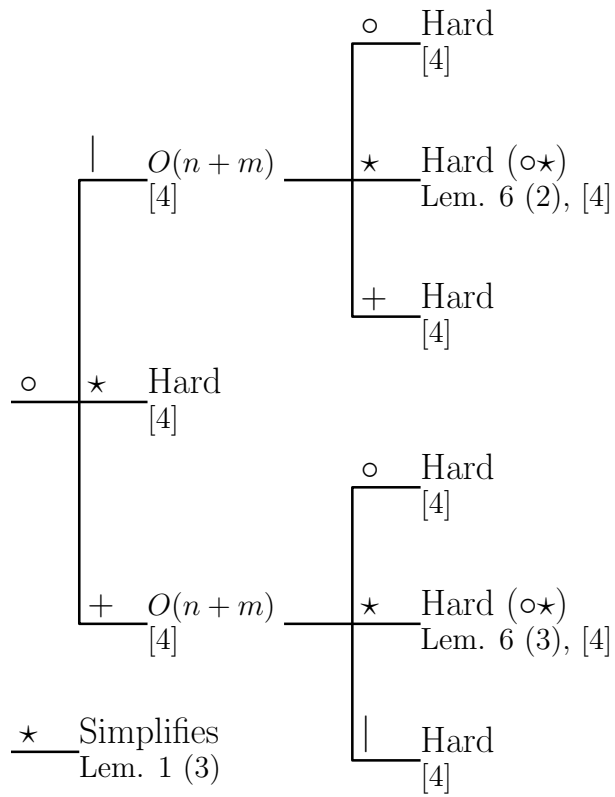 ∘
Hard
[4]
|
O(n + m)
[4]
⋆
Hard (∘⋆)
Lem. 6 (2), [4]
+
Hard
[4]
∘
⋆
Hard
[4]
∘
Hard
[4]
+
O(n + m)
[4]
⋆
Hard (∘⋆)
Lem. 6 (3), [4]
|
Hard
[4]
⋆
Simplifies
Lem. 1 (3)